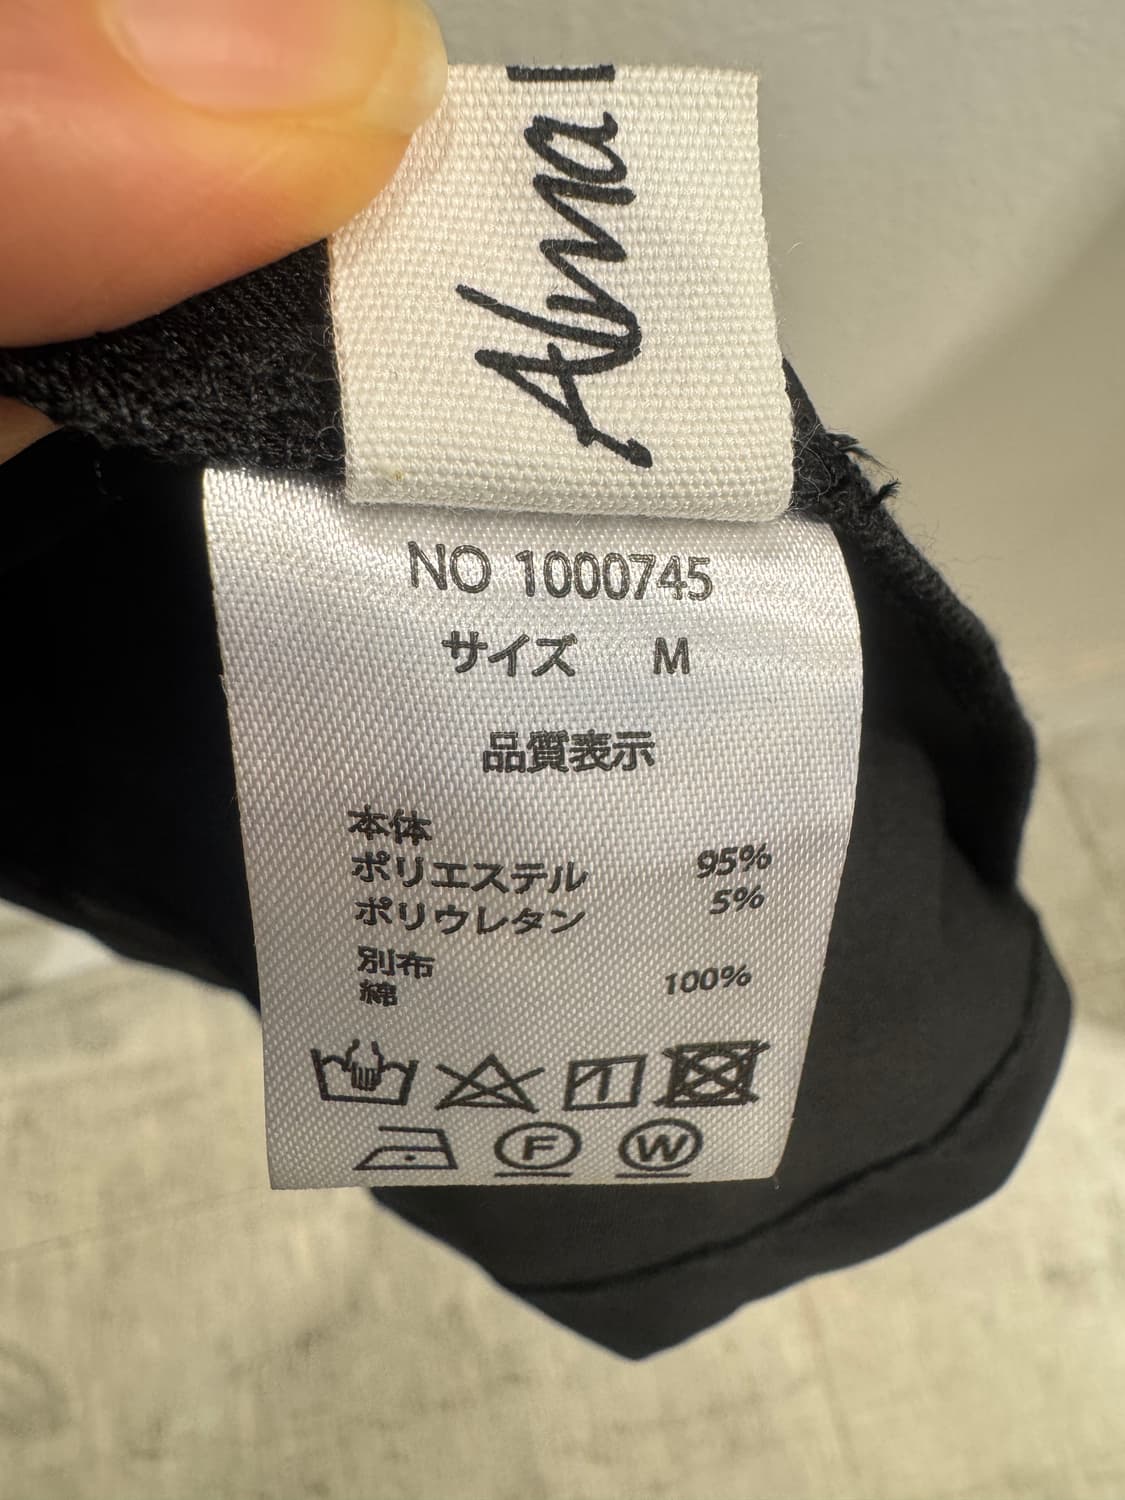 Alma
NO 1000745
サイズ M
品質表示
本体
ポリエステル 95%
ポリウレタン 5%
別布
綿 100%
F W